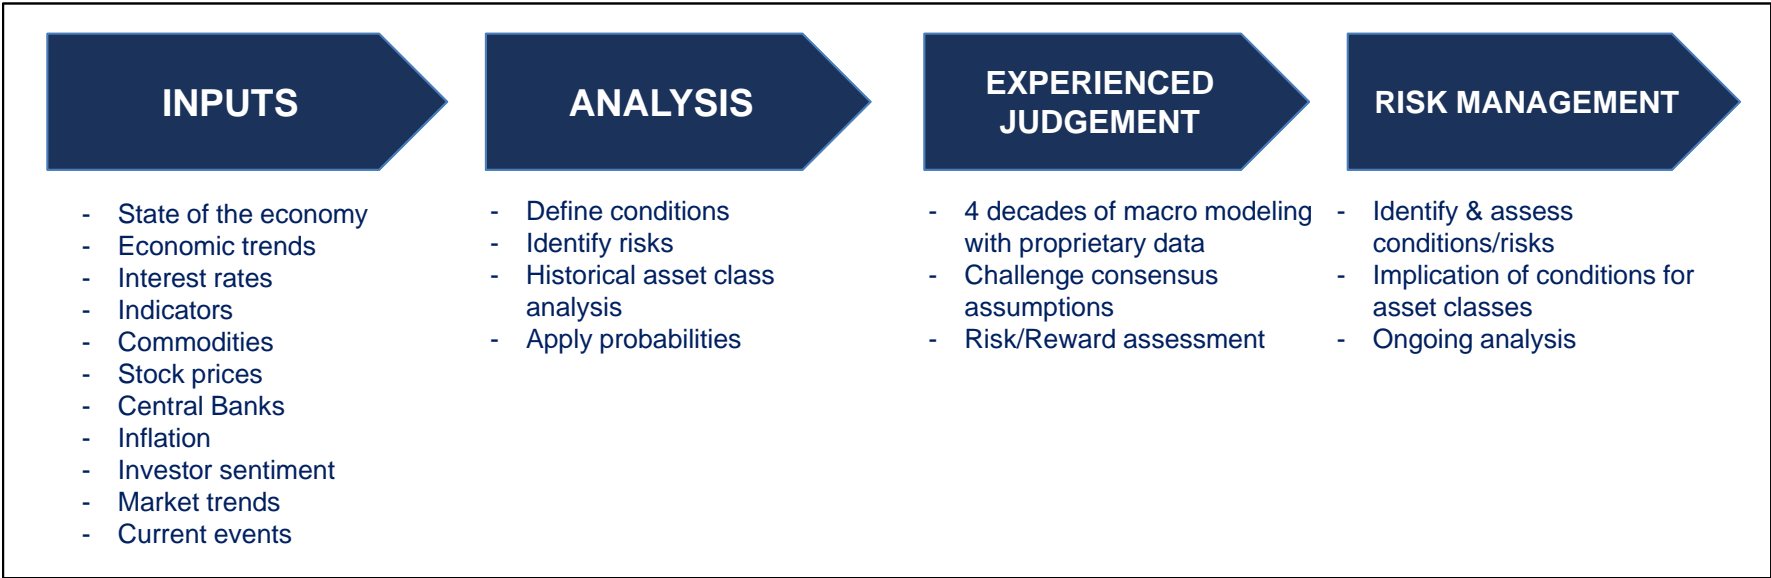 INPUTS
- State of the economy
- Economic trends
- Interest rates
- Indicators
- Commodities
- Stock prices
- Central Banks
- Inflation
- Investor sentiment
- Market trends
- Current events
ANALYSIS
- Define conditions
- Identify risks
- Historical asset class
analysis
- Apply probabilities
EXPERIENCED
JUDGEMENT
- 4 decades of macro modeling
with proprietary data
- Challenge consensus
assumptions
- Risk/Reward assessment
RISK MANAGEMENT
- Identify & assess
conditions/risks
- Implication of conditions for
asset classes
- Ongoing analysis